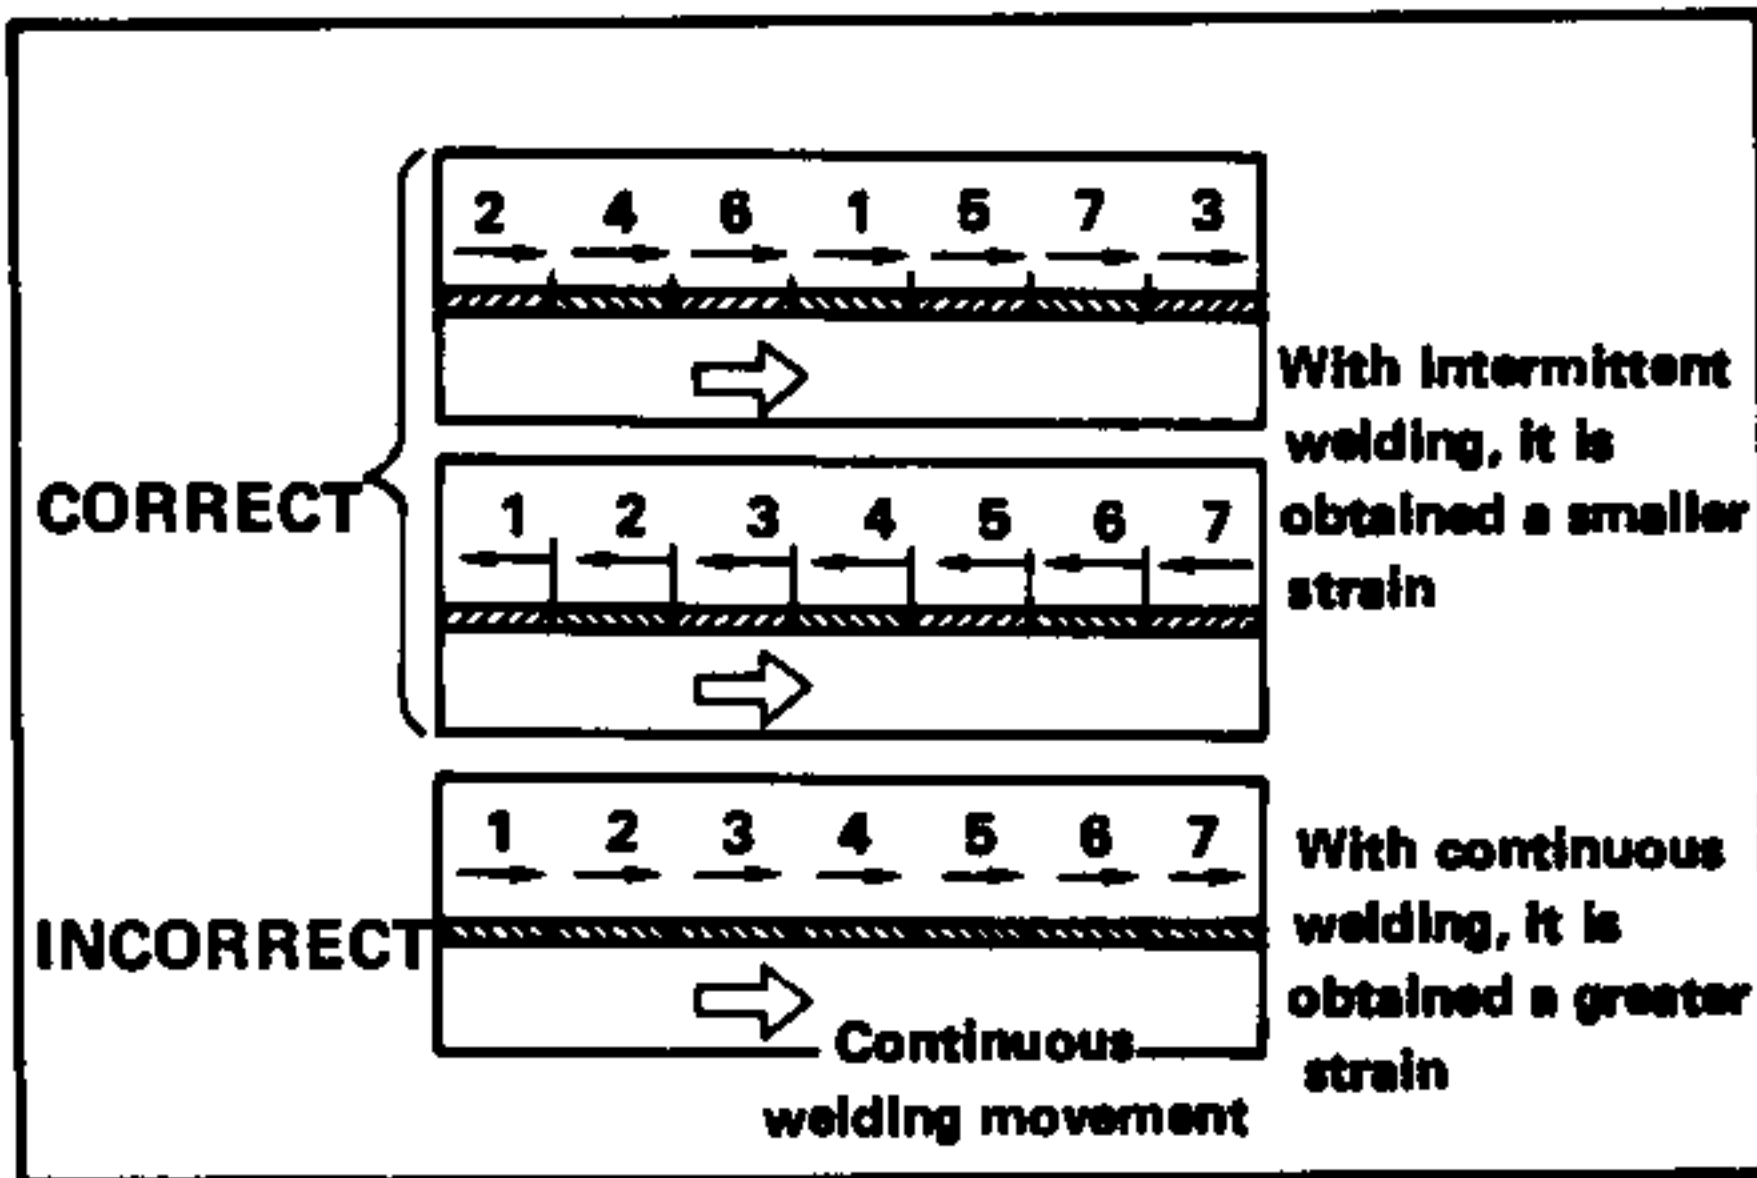 2 4 6 1 5 7 3
With intermittent
welding, it is
obtained a smaller
strain
CORRECT
1 2 3 4 5 6 7
1 2 3 4 5 6 7
With continuous
welding, it is
obtained a greater
strain
INCORRECT
Continuous
welding movement